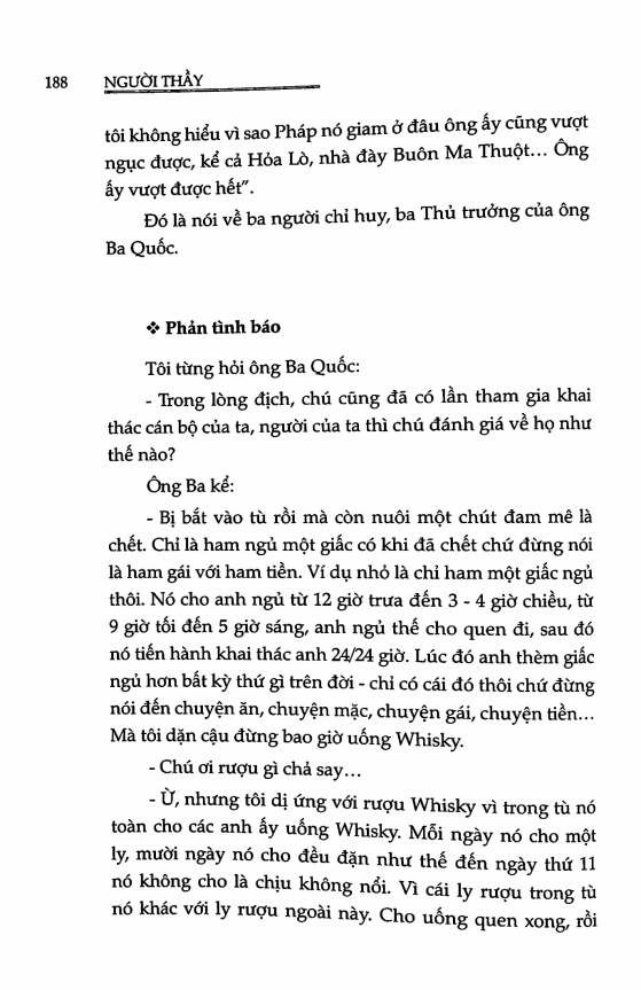 188 NGƯỜI THẦY
tôi không hiểu vì sao Pháp nó giam ở đâu ông ấy cũng vượt
ngục được, kể cả Hỏa Lò, nhà đày Buôn Ma Thuột... Ông
ấy vượt được hết".
Đó là nói về ba người chỉ huy, ba Thủ trưởng của ông
Ba Quốc.
❖ Phản tình báo
Tôi từng hỏi ông Ba Quốc:
- Trong lòng địch, chú cũng đã có lần tham gia khai
thác cán bộ của ta, người của ta thì chú đánh giá về họ như
thế nào?
Ông Ba kể:
- Bị bắt vào tù rồi mà còn nuôi một chút đam mê là
chết. Chỉ là ham ngủ một giấc có khi đã chết chứ đừng nói
là ham gái với ham tiền. Ví dụ nhỏ là chỉ ham một giấc ngủ
thôi. Nó cho anh ngủ từ 12 giờ trưa đến 3 - 4 giờ chiều, từ
9 giờ tối đến 5 giờ sáng, anh ngủ thế cho quen đi, sau đó
nó tiến hành khai thác anh 24/24 giờ. Lúc đó anh thèm giấc
ngủ hơn bất kỳ thứ gì trên đời - chỉ có cái đó thôi chứ đừng
nói đến chuyện ăn, chuyện mặc, chuyện gái, chuyện tiền...
Mà tôi dặn cậu đừng bao giờ uống Whisky.
- Chú ơi rượu gì chả say...
- Ừ, nhưng tôi dị ứng với rượu Whisky vì trong tù nó
toàn cho các anh ấy uống Whisky. Mỗi ngày nó cho một
ly, mười ngày nó cho đều đặn như thế đến ngày thứ 11
nó không cho là chịu không nổi. Vì cái ly rượu trong tù
nó khác với ly rượu ngoài này. Cho uống quen xong, rồi